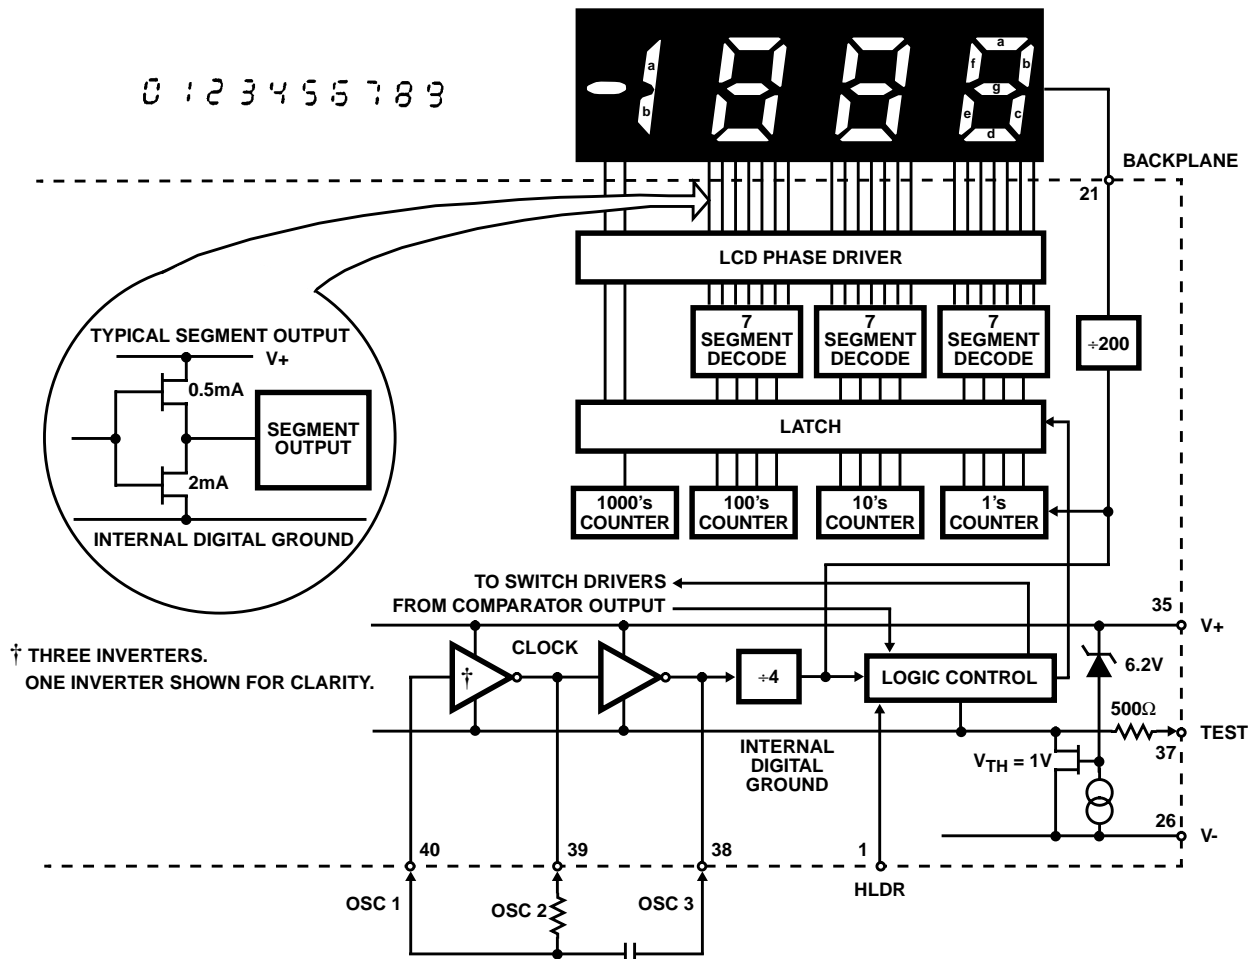 0 1 2 3 4 5 6 7 8 9
a
b
a
f
b
g
e
c
d
BACKPLANE
21
LCD PHASE DRIVER
TYPICAL SEGMENT OUTPUT
V+
0.5mA
SEGMENT
OUTPUT
2mA
INTERNAL DIGITAL GROUND
7
SEGMENT
DECODE
7
SEGMENT
DECODE
7
SEGMENT
DECODE
÷200
LATCH
1000's
COUNTER
100's
COUNTER
10's
COUNTER
1's
COUNTER
TO SWITCH DRIVERS
FROM COMPARATOR OUTPUT
35
V+
† THREE INVERTERS.
ONE INVERTER SHOWN FOR CLARITY.
CLOCK
†
÷4
LOGIC CONTROL
6.2V
500Ω
TEST
37
INTERNAL
DIGITAL
GROUND
VTH = 1V
26
V-
40
39
38
1
HLDR
OSC 1
OSC 2
OSC 3